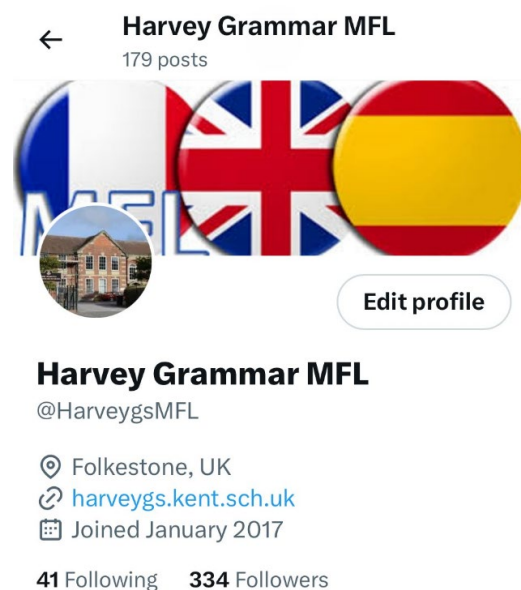 Harvey Grammar MFL
179 posts
MFL
Edit profile
Harvey Grammar MFL
@HarveygsMFL
Folkestone, UK
harveygs.kent.sch.uk
Joined January 2017
41 Following 334 Followers